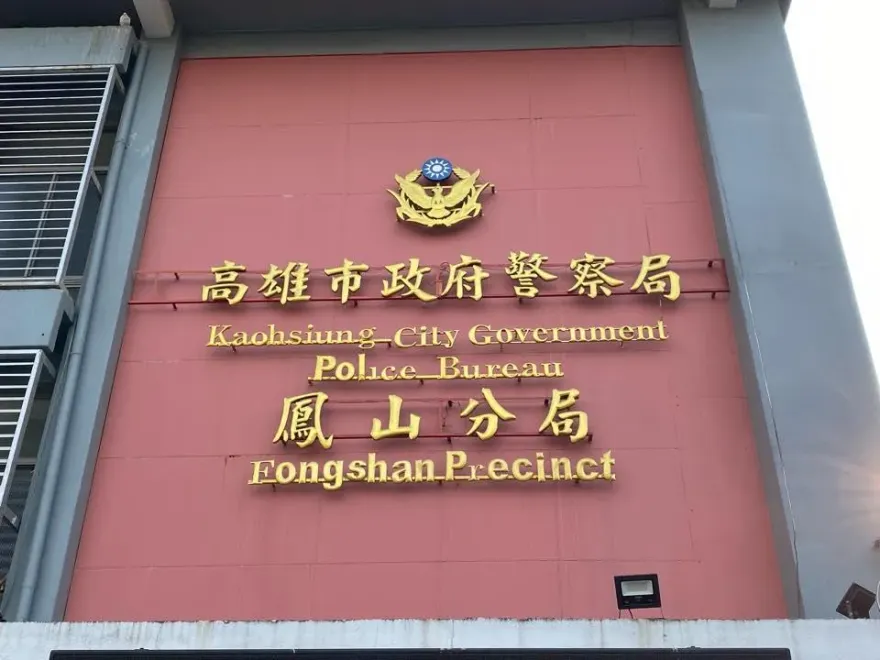 高雄市政府警察局
Kaohsiung City Government
Police Bureau
鳳山分局
Fongshan Precinct